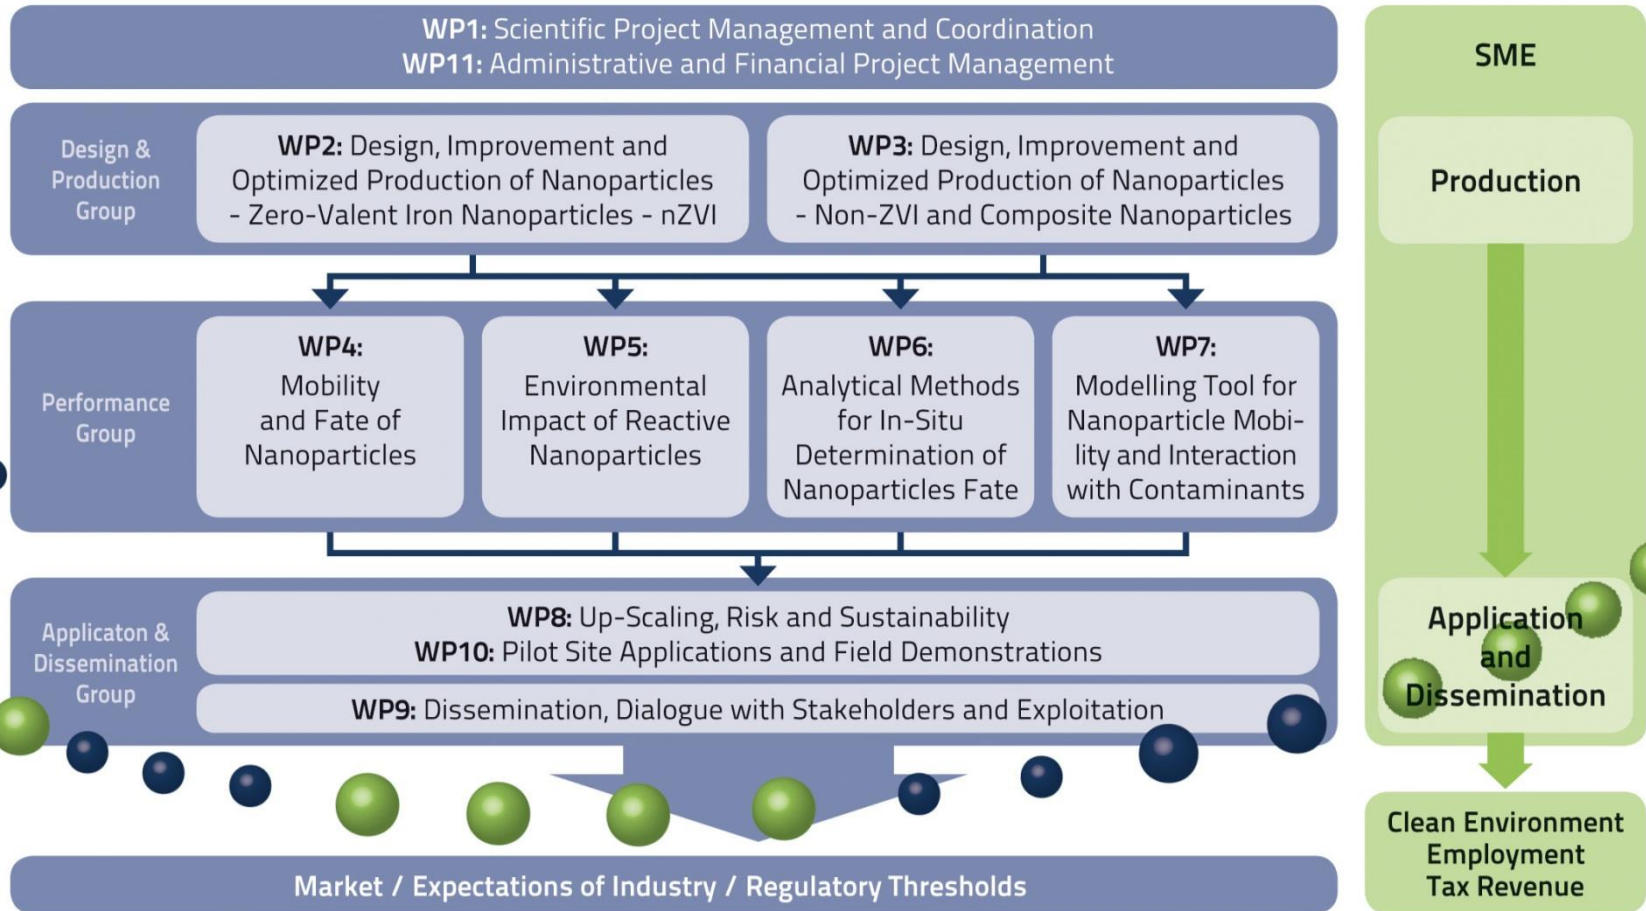 WP1: Scientific Project Management and Coordination
WP11: Administrative and Financial Project Management
Design &
Production
Group
WP2: Design, Improvement and
Optimized Production of Nanoparticles
- Zero-Valent Iron Nanoparticles - nZVI
WP3: Design, Improvement and
Optimized Production of Nanoparticles
- Non-ZVI and Composite Nanoparticles
Performance
Group
WP4:
Mobility
and Fate of
Nanoparticles
WP5:
Environmental
Impact of Reactive
Nanoparticles
WP6:
Analytical Methods
for In-Situ
Determination of
Nanoparticles Fate
WP7:
Modelling Tool for
Nanoparticle Mobi-
lity and Interaction
with Contaminants
Applicaton &
Dissemination
Group
WP8: Up-Scaling, Risk and Sustainability
WP10: Pilot Site Applications and Field Demonstrations
WP9: Dissemination, Dialogue with Stakeholders and Exploitation
Market / Expectations of Industry / Regulatory Thresholds
SME
Production
Application
and
Dissemination
Clean Environment
Employment
Tax Revenue